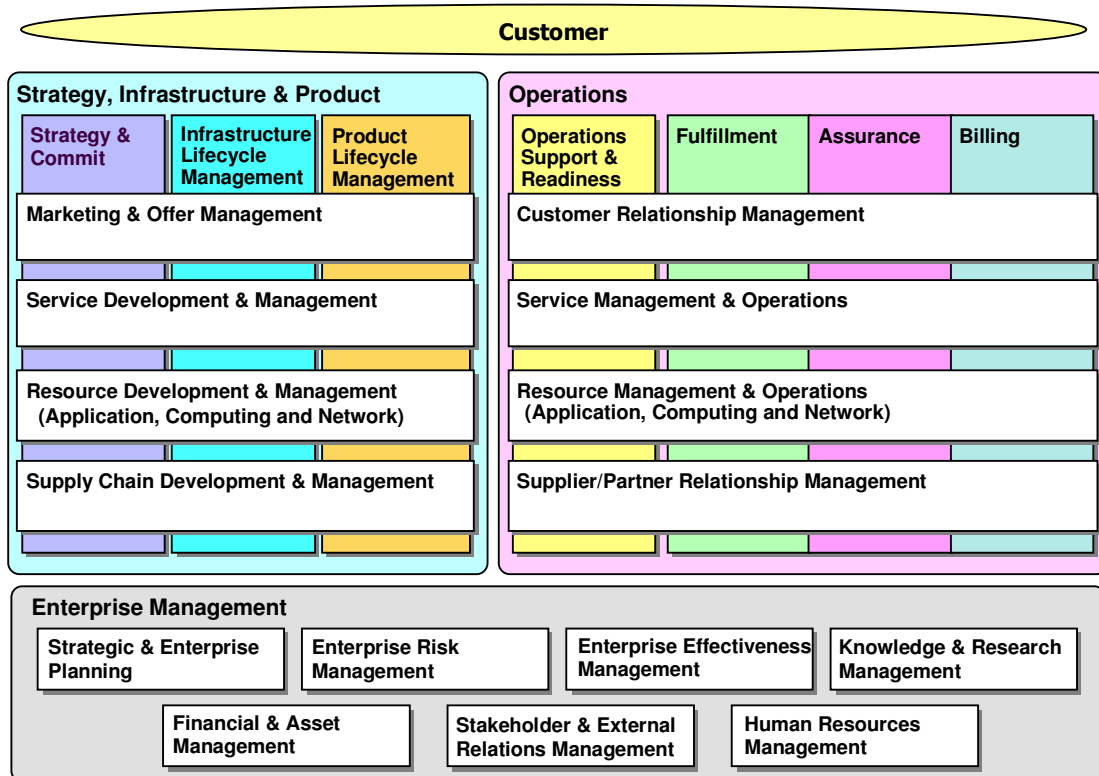 Customer
Strategy, Infrastructure & Product
Strategy &
Commit
Infrastructure
Lifecycle
Management
Product
Lifecycle
Management
Marketing & Offer Management
Service Development & Management
Resource Development & Management
(Application, Computing and Network)
Supply Chain Development & Management
Operations
Operations
Support &
Readiness
Fulfillment
Assurance
Billing
Customer Relationship Management
Service Management & Operations
Resource Management & Operations
(Application, Computing and Network)
Supplier/Partner Relationship Management
Enterprise Management
Strategic & Enterprise
Planning
Enterprise Risk
Management
Enterprise Effectiveness
Management
Knowledge & Research
Management
Financial & Asset
Management
Stakeholder & External
Relations Management
Human Resources
Management